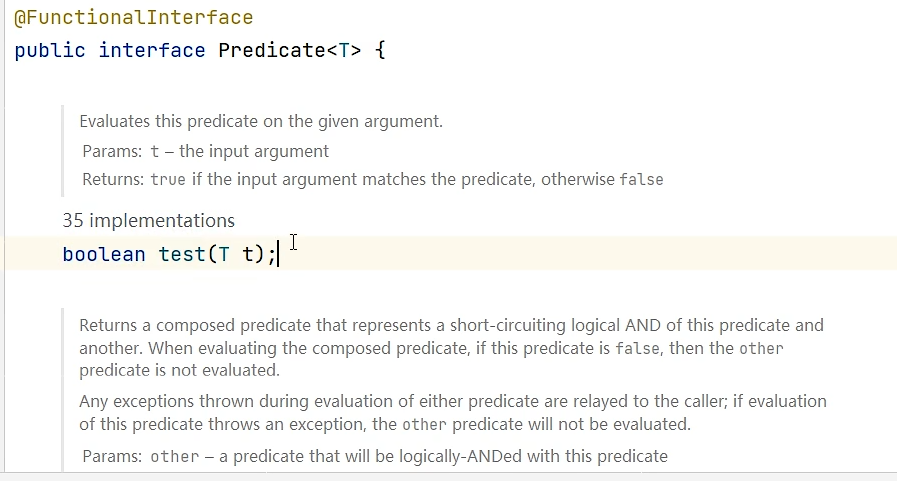 @FunctionalInterface
public interface Predicate<T> {
Evaluates this predicate on the given argument.
Params: t – the input argument
Returns: true if the input argument matches the predicate, otherwise false
35 implementations
boolean test(T t);
Returns a composed predicate that represents a short-circuiting logical AND of this predicate and
another. When evaluating the composed predicate, if this predicate is false, then the other
predicate is not evaluated.
Any exceptions thrown during evaluation of either predicate are relayed to the caller; if evaluation
of this predicate throws an exception, the other predicate will not be evaluated.
Params: other – a predicate that will be logically-ANDed with this predicate